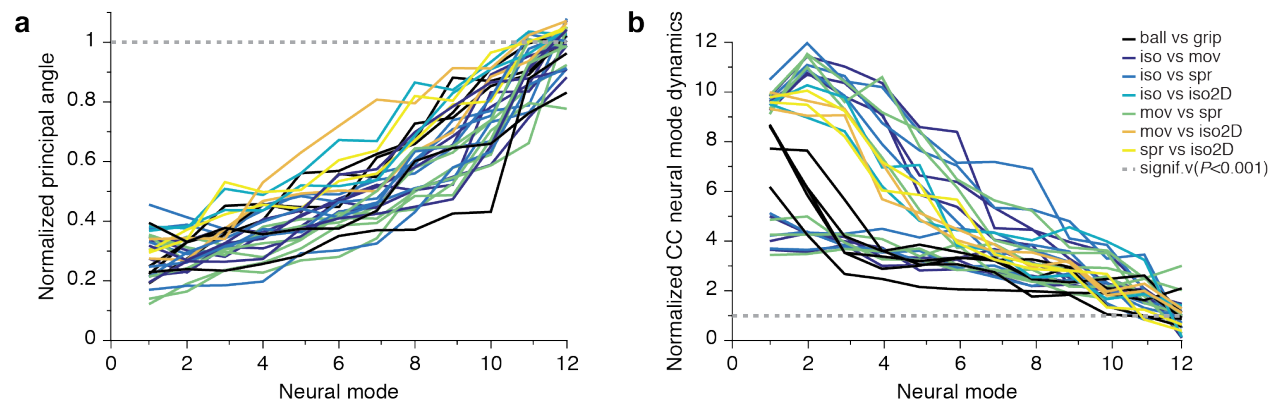 a
Normalized principal angle
1
0.8
0.6
0.4
0.2
0
0 2 4 6 8 10 12
Neural mode
b
Normalized CC neural mode dynamics
12
10
8
6
4
2
0
0 2 4 6 8 10 12
Neural mode
ball vs grip
iso vs mov
iso vs spr
iso vs iso2D
mov vs spr
mov vs iso2D
spr vs iso2D
signif.v(P<0.001)